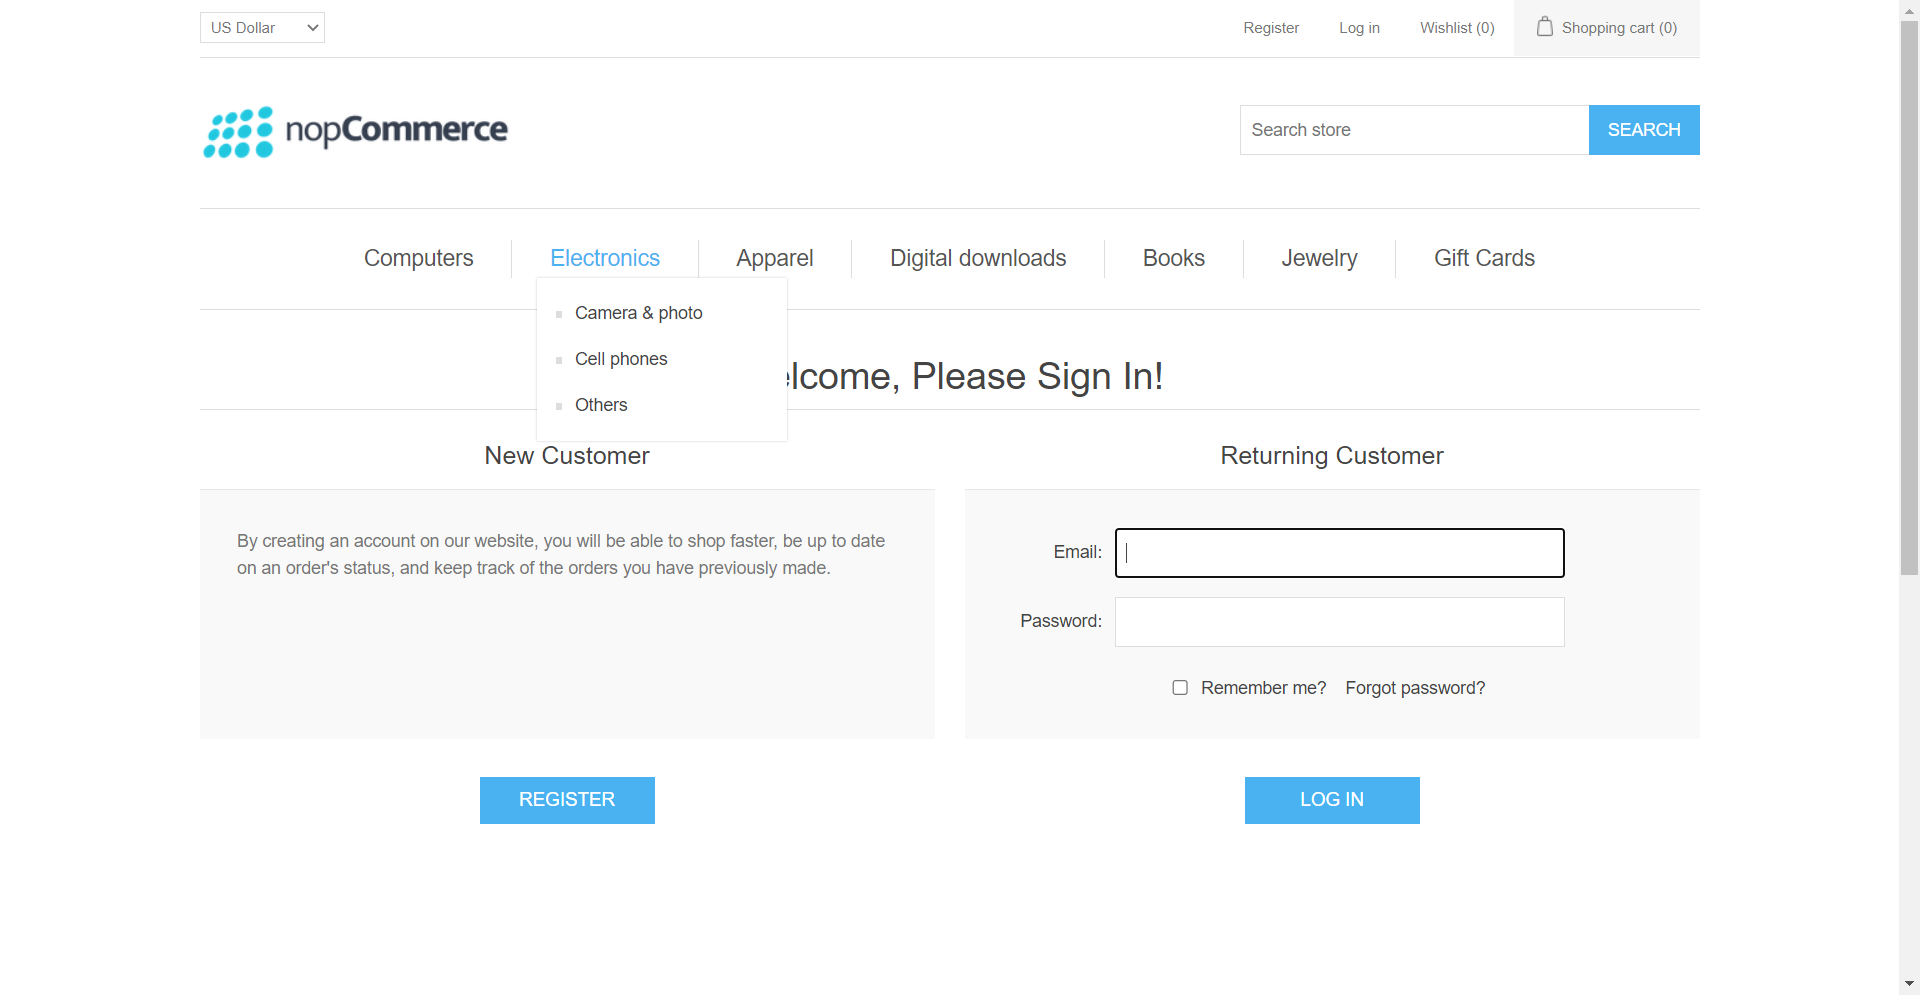 US Dollar
Register
Log in
Wishlist (0)
Shopping cart (0)
nopCommerce
Search store
SEARCH
Computers
Electronics
Apparel
Digital downloads
Books
Jewelry
Gift Cards
Camera & photo
Cell phones
Others
elcome, Please Sign In!
New Customer
By creating an account on our website, you will be able to shop faster, be up to date
on an order's status, and keep track of the orders you have previously made.
REGISTER
Returning Customer
Email:
Password:
Remember me?
Forgot password?
LOG IN